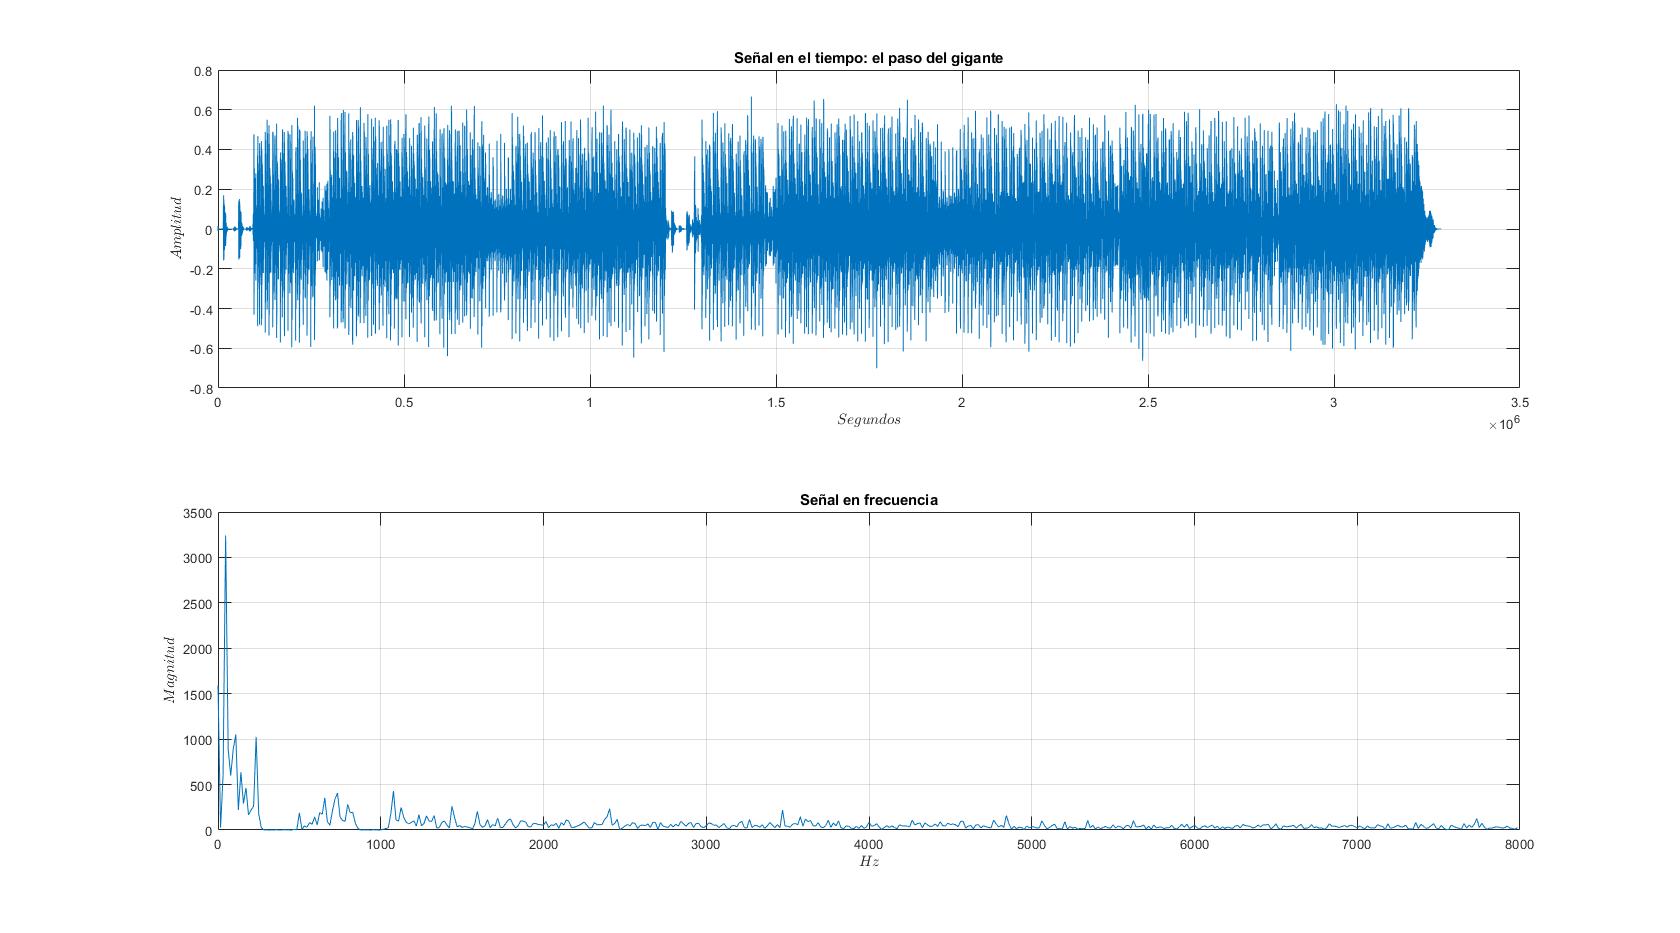 Señal en el tiempo: el paso del gigante
0.8
0.6
0.4
0.2
0
-0.2
-0.4
-0.6
-0.8
Amplitud
0 0.5 1 1.5 2 2.5 3 3.5
Segundos
×10^6
Señal en frecuencia
3500
3000
2500
2000
1500
1000
500
0
Magnitud
0 1000 2000 3000 4000 5000 6000 7000 8000
Hz